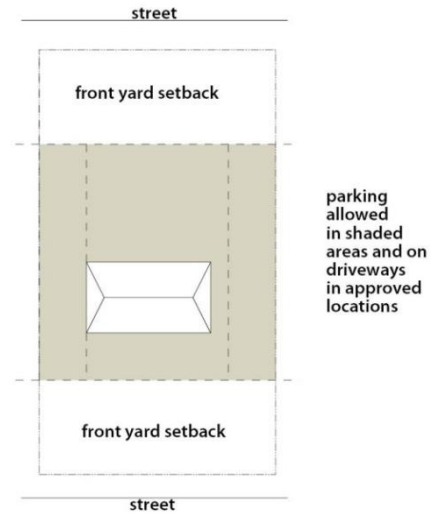 street
front yard setback
parking
allowed
in shaded
areas and on
driveways
in approved
locations
front yard setback
street